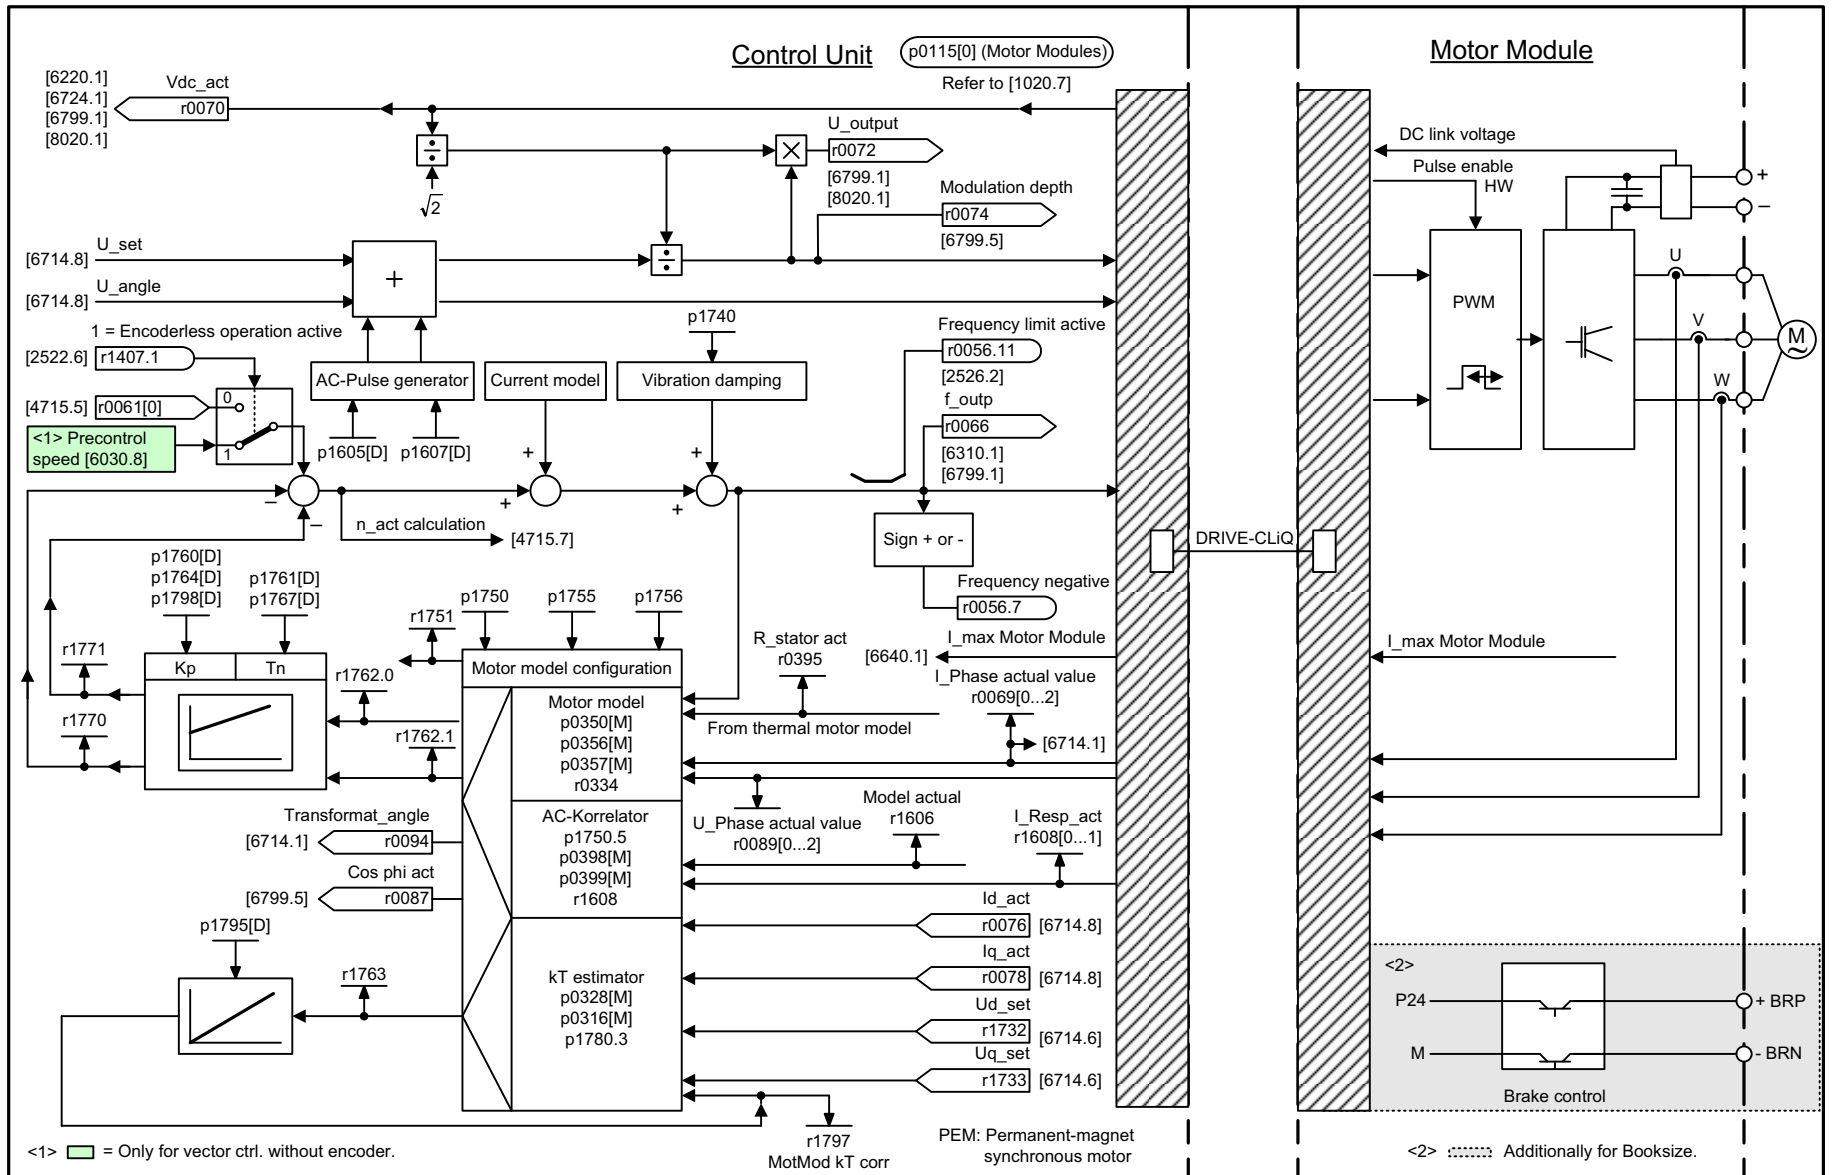 Control Unit
p0115[0] (Motor Modules)
Refer to [1020.7]
Motor Module
[6220.1]
[6724.1]
[6799.1]
[8020.1]
Vdc_act
r0070
÷
√2
×
U_output
r0072
[6799.1]
[8020.1]
Modulation depth
r0074
[6799.5]
÷
[6714.8]
U_set
[6714.8]
U_angle
+
1 = Encoderless operation active
[2522.6]
r1407.1
[4715.5]
r0061[0]
0
1
<1> Precontrol
speed [6030.8]
AC-Pulse generator
p1605[D]
p1607[D]
Current model
p1740
Vibration damping
Frequency limit active
r0056.11
[2526.2]
f_outp
r0066
[6310.1]
[6799.1]
–
–
+
+
+
+
n_act calculation
[4715.7]
Sign + or -
Frequency negative
r0056.7
DRIVE-CLiQ
p1760[D]
p1764[D]
p1798[D]
p1761[D]
p1767[D]
Kp
Tn
r1771
r1770
r1751
r1762.0
r1762.1
p1750
p1755
p1756
Motor model configuration
Motor model
p0350[M]
p0356[M]
p0357[M]
r0334
AC-Korrelator
p1750.5
p0398[M]
p0399[M]
r1608
kT estimator
p0328[M]
p0316[M]
p1780.3
R_stator act
r0395
From thermal motor model
[6640.1]
I_max Motor Module
I_Phase actual value
r0069[0...2]
[6714.1]
U_Phase actual value
r0089[0...2]
Model actual
r1606
I_Resp_act
r1608[0...1]
Transformat_angle
[6714.1]
r0094
Cos phi act
[6799.5]
r0087
p1795[D]
r1763
Id_act
r0076
[6714.8]
Iq_act
r0078
[6714.8]
Ud_set
r1732
[6714.6]
Uq_set
r1733
[6714.6]
r1797
MotMod kT corr
PEM: Permanent-magnet
synchronous motor
<1> = Only for vector ctrl. without encoder.
DC link voltage
Pulse enable
HW
PWM
+
–
U
V
W
M
~
I_max Motor Module
<2>
P24
M
+ BRP
- BRN
Brake control
<2> Additionally for Booksize.